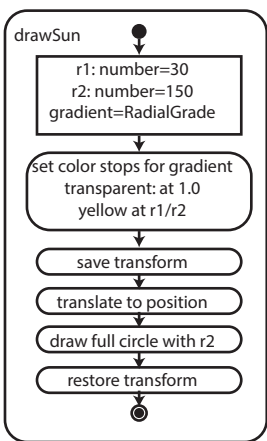 drawSun
r1: number=30
r2: number=150
gradient=RadialGrade
set color stops for gradient
transparent: at 1.0
yellow at r1/r2
save transform
translate to position
draw full circle with r2
restore transform